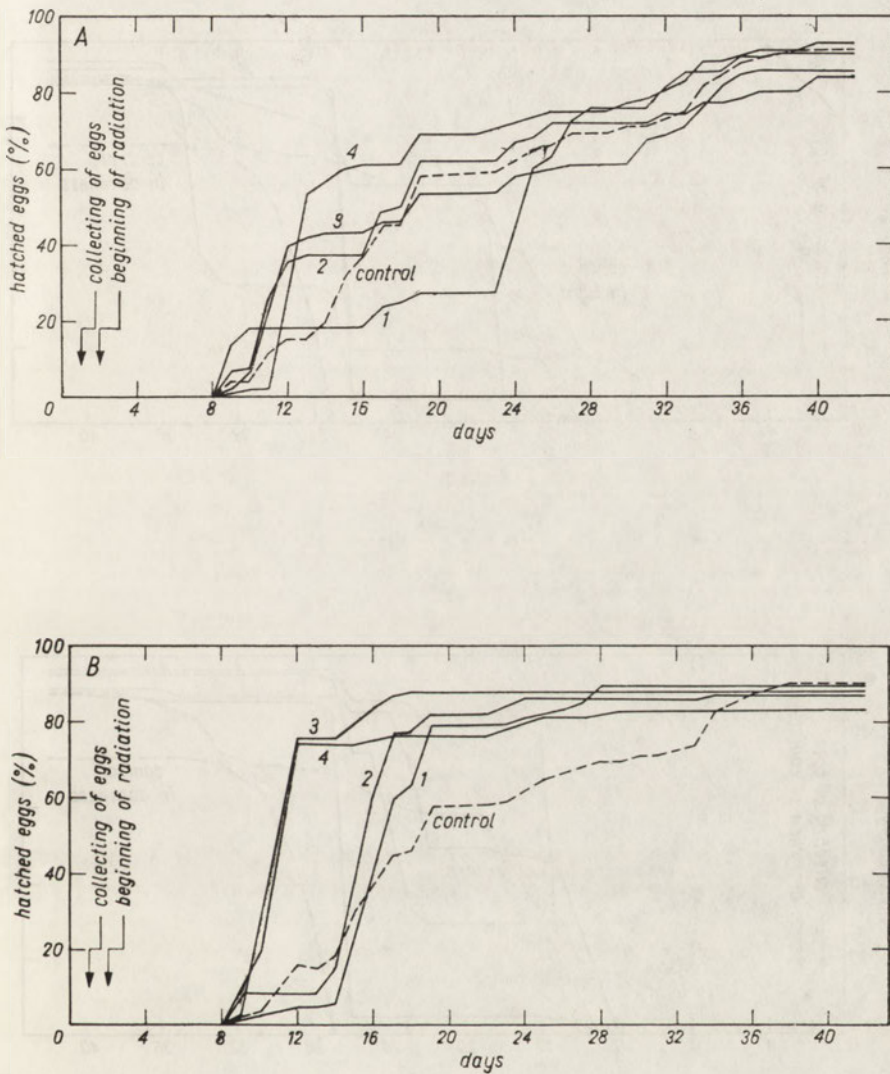 A
hatched eggs (%)
100
80
60
40
20
0
collecting of eggs
beginning of radiation
4
3
2
control
1
0 4 8 12 16 20 24 28 32 36 40
days
B
hatched eggs (%)
100
80
60
40
20
0
collecting of eggs
beginning of radiation
3
4
2
1
control
0 4 8 12 16 20 24 28 32 36 40
days